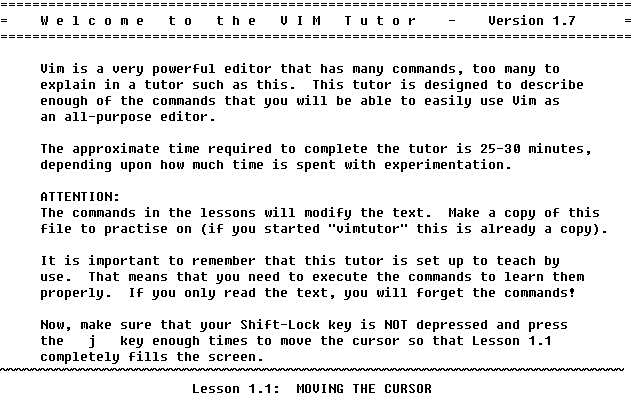 ===============================================================================
=    W e l c o m e   t o   t h e   V I M   T u t o r    -    Version 1.7      =
===============================================================================
Vim is a very powerful editor that has many commands, too many to
explain in a tutor such as this.  This tutor is designed to describe
enough of the commands that you will be able to easily use Vim as
an all-purpose editor.
The approximate time required to complete the tutor is 25-30 minutes,
depending upon how much time is spent with experimentation.
ATTENTION:
The commands in the lessons will modify the text.  Make a copy of this
file to practise on (if you started "vimtutor" this is already a copy).
It is important to remember that this tutor is set up to teach by
use.  That means that you need to execute the commands to learn them
properly.  If you only read the text, you will forget the commands!
Now, make sure that your Shift-Lock key is NOT depressed and press
the   j   key enough times to move the cursor so that Lesson 1.1
completely fills the screen.
~~~~~~~~~~~~~~~~~~~~~~~~~~~~~~~~~~~~~~~~~~~~~~~~~~~~~~~~~~~~~~~~~~~~~~~~~~~~~~
Lesson 1.1:  MOVING THE CURSOR